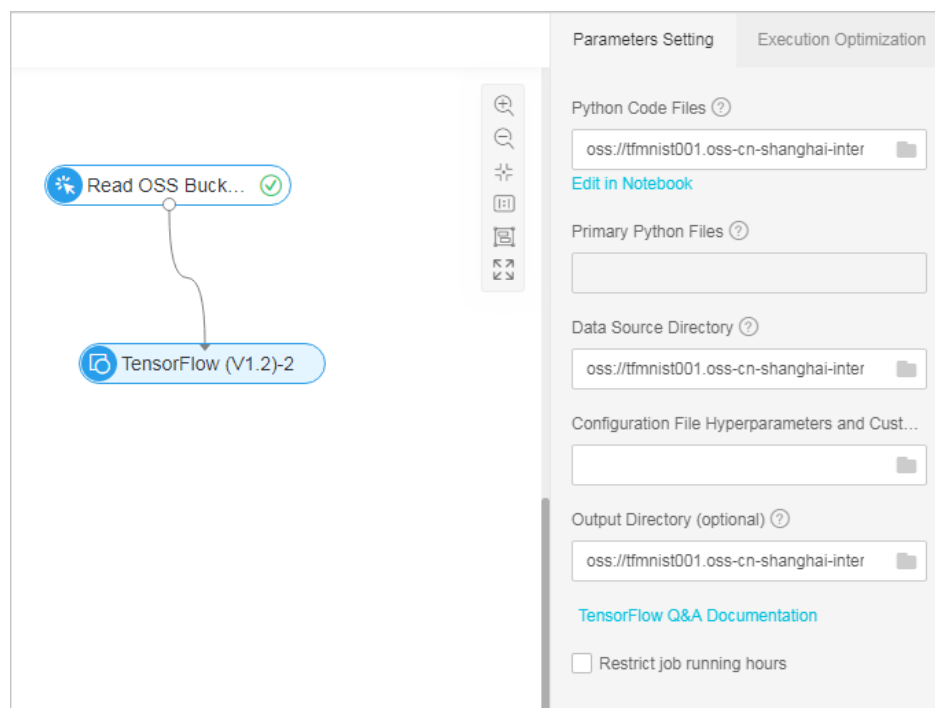 Parameters Setting
Execution Optimization
Python Code Files
oss://tfmnist001.oss-cn-shanghai-inter
Edit in Notebook
Read OSS Buck...
Primary Python Files
Data Source Directory
TensorFlow (V1.2)-2
oss://tfmnist001.oss-cn-shanghai-inter
Configuration File Hyperparameters and Cust...
Output Directory (optional)
oss://tfmnist001.oss-cn-shanghai-inter
TensorFlow Q&A Documentation
Restrict job running hours